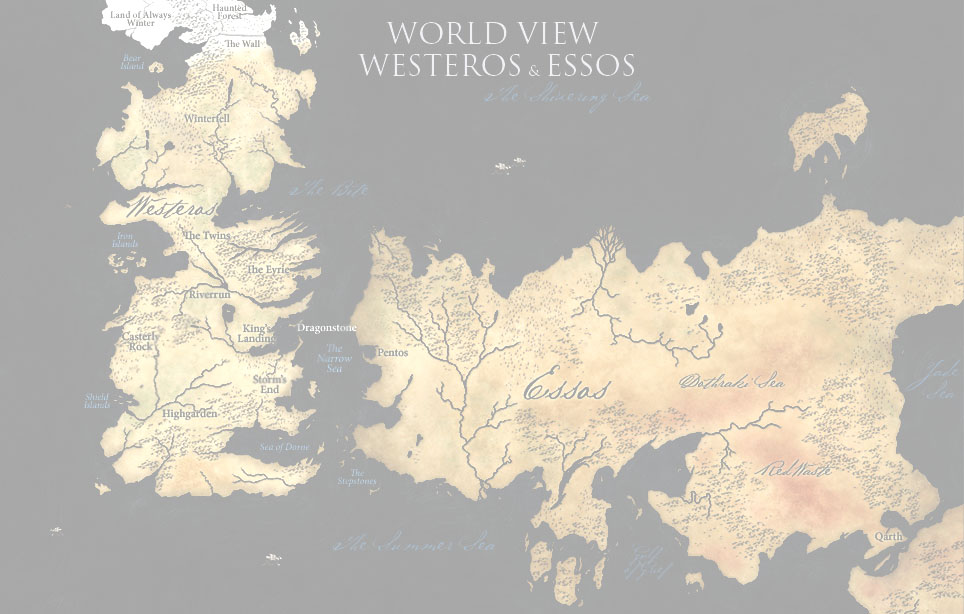 WORLD VIEW
WESTEROS & ESSOS
Land of Always
Winter
Haunted
Forest
The Wall
Bear
Island
The Shivering Sea
Winterfell
The Bite
Westeros
The Twins
Iron
Islands
The Eyrie
Riverrun
King's
Landing
Dragonstone
Casterly
Rock
The
Narrow
Sea
Pentos
Storm's
End
Essos
Dothraki Sea
Jade
Sea
Shield
Islands
Highgarden
Sea of Dorne
The
Stepstones
Red Waste
Qarth
The Summer Sea
Gulf
of Grief